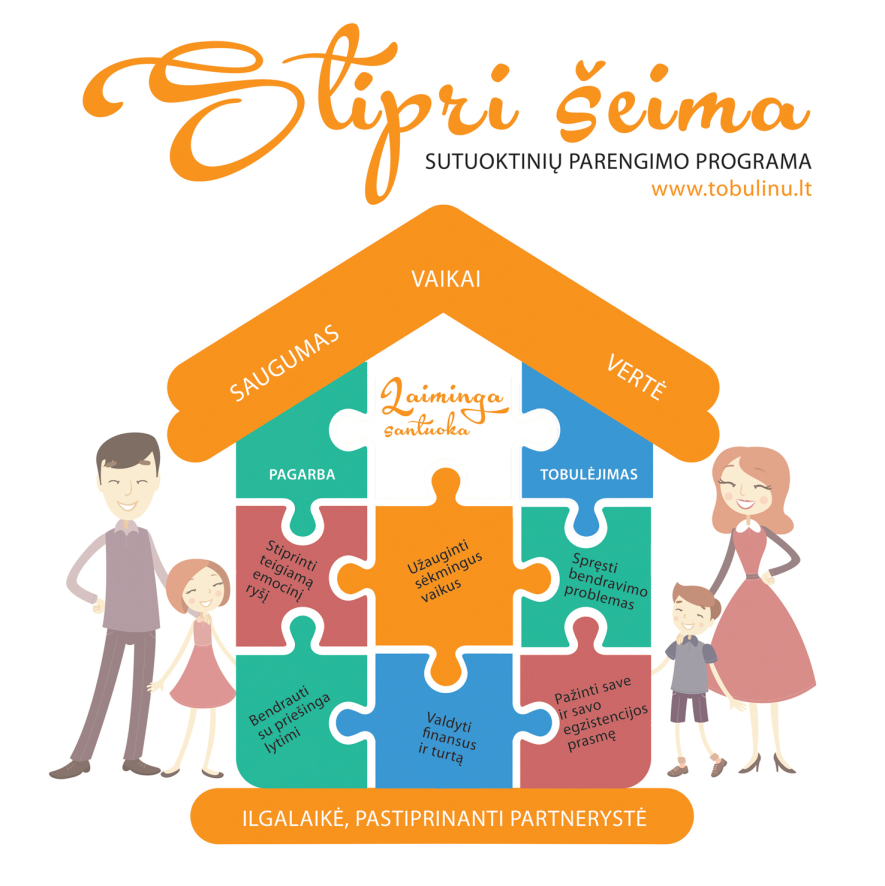 Stipri šeima
SUTUOKTINIŲ PARENGIMO PROGRAMA
www.tobulinu.lt
VAIKAI
SAUGUMAS
VERTĖ
Laiminga
santuoka
PAGARBA
TOBULĖJIMAS
Stiprinti
teigiamą
emocinį
ryšį
Užauginti
sėkmingus
vaikus
Spręsti
bendravimo
problemas
Bendrauti
su priešinga
lytimi
Valdyti
finansus
ir turtą
Pažinti save
ir savo
egzistencijos
prasmę
ILGALAIKĖ, PASTIPRINANTI PARTNERYSTĖ